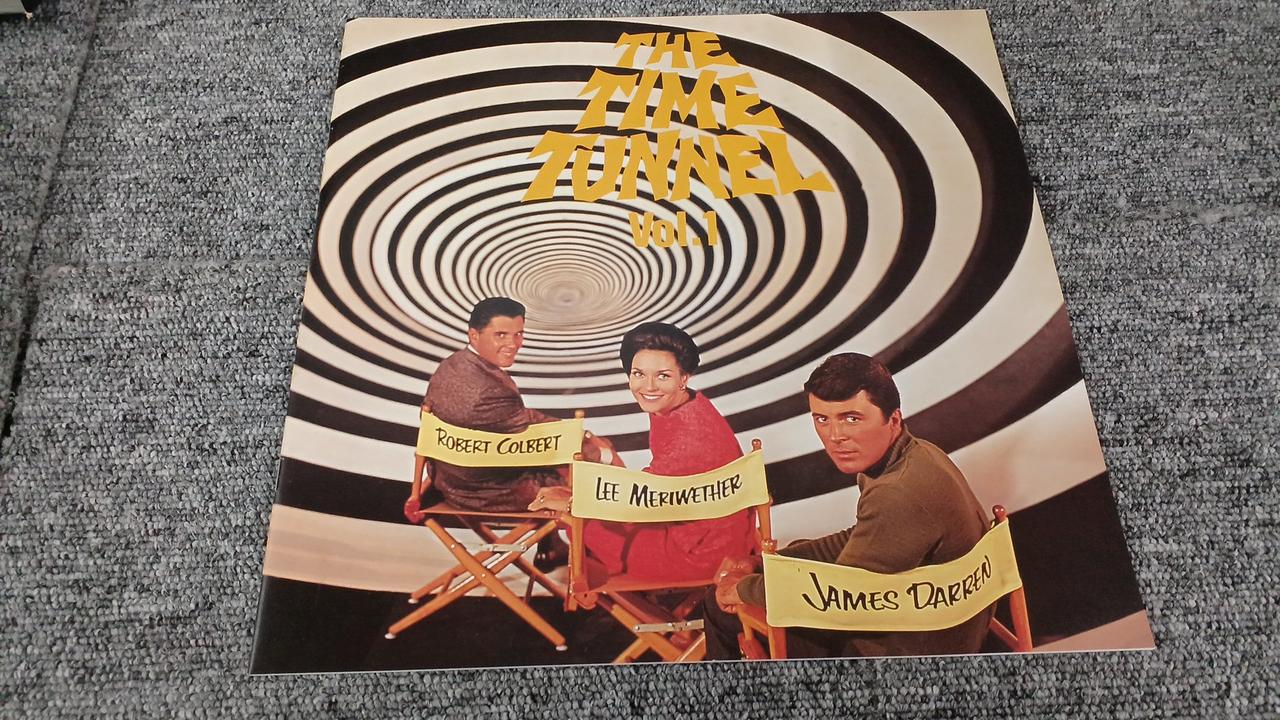 THE
TIME
TUNNEL
Vol.1
ROBERT COLBERT
LEE MERIWETHER
JAMES DARREN